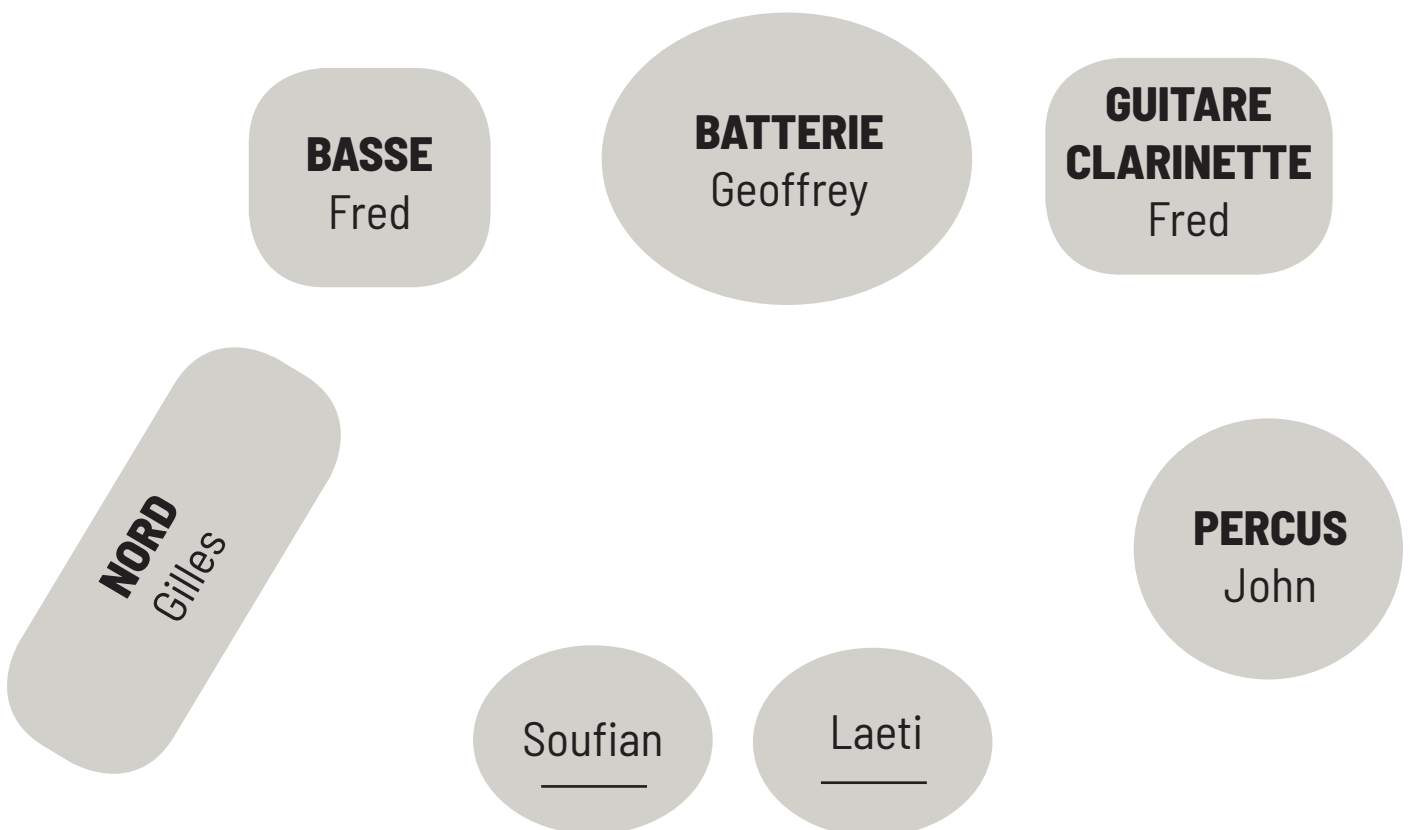 BASSE
Fred
BATTERIE
Geoffrey
GUITARE
CLARINETTE
Fred
NORD
Gilles
PERCUS
John
Soufian
Laeti